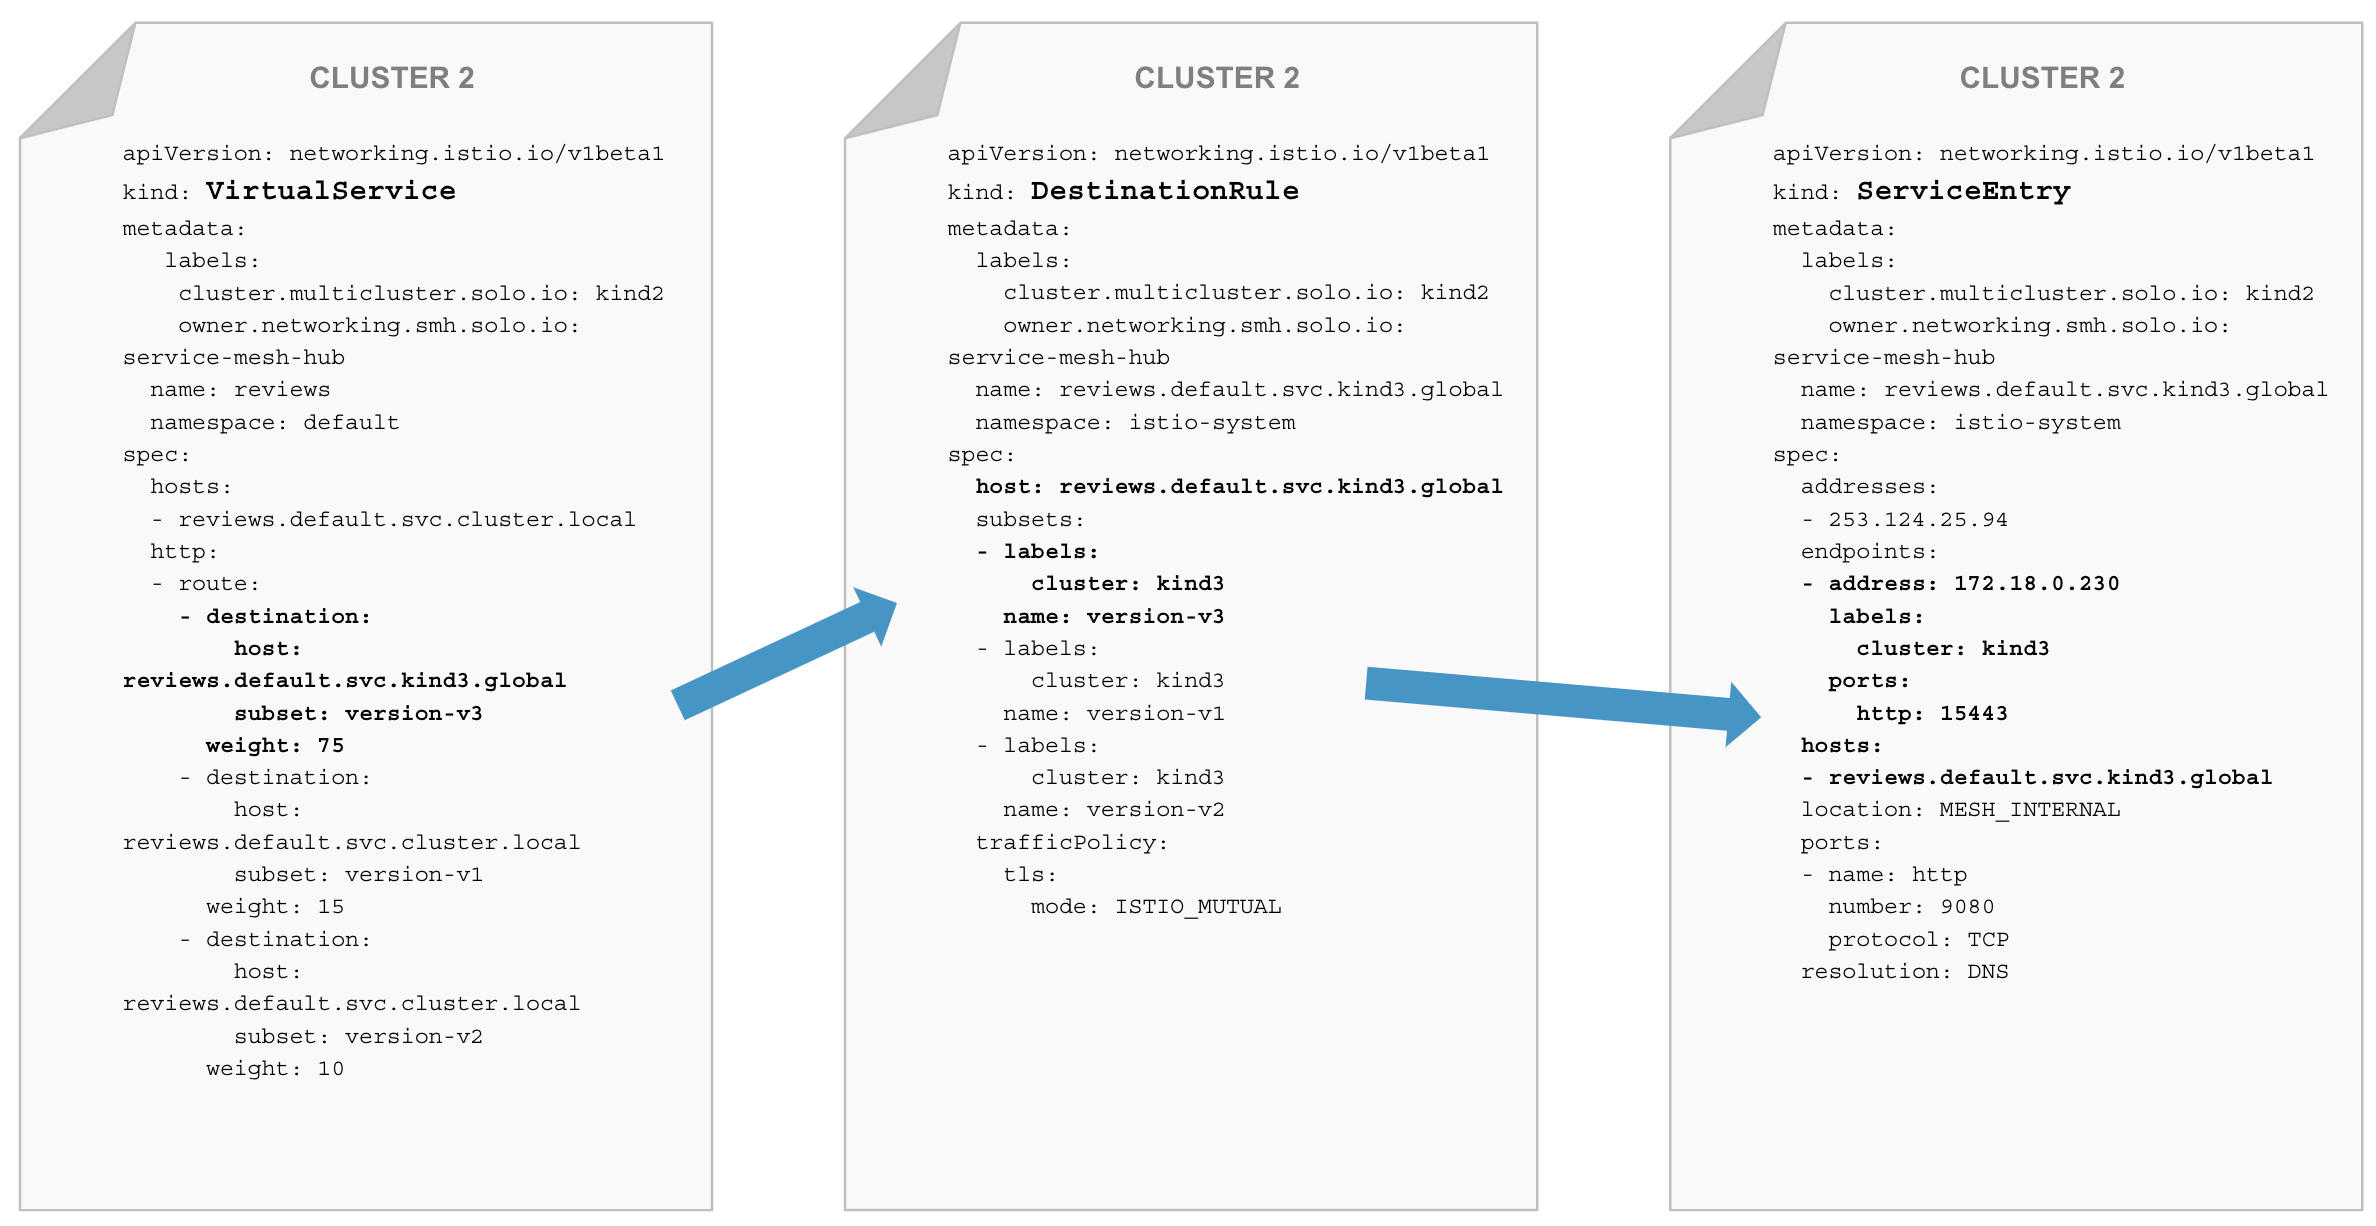 CLUSTER 2
apiVersion: networking.istio.io/v1beta1
kind: VirtualService
metadata:
   labels:
    cluster.multicluster.solo.io: kind2
    owner.networking.smh.solo.io:
service-mesh-hub
  name: reviews
  namespace: default
spec:
  hosts:
  - reviews.default.svc.cluster.local
  http:
  - route:
    - destination:
        host:
reviews.default.svc.kind3.global
        subset: version-v3
      weight: 75
    - destination:
        host:
reviews.default.svc.cluster.local
        subset: version-v1
      weight: 15
    - destination:
        host:
reviews.default.svc.cluster.local
        subset: version-v2
      weight: 10
CLUSTER 2
apiVersion: networking.istio.io/v1beta1
kind: DestinationRule
metadata:
  labels:
    cluster.multicluster.solo.io: kind2
    owner.networking.smh.solo.io:
service-mesh-hub
  name: reviews.default.svc.kind3.global
  namespace: istio-system
spec:
  host: reviews.default.svc.kind3.global
  subsets:
  - labels:
      cluster: kind3
    name: version-v3
  - labels:
      cluster: kind3
    name: version-v1
  - labels:
      cluster: kind3
    name: version-v2
  trafficPolicy:
    tls:
      mode: ISTIO_MUTUAL
CLUSTER 2
apiVersion: networking.istio.io/v1beta1
kind: ServiceEntry
metadata:
  labels:
    cluster.multicluster.solo.io: kind2
    owner.networking.smh.solo.io:
service-mesh-hub
  name: reviews.default.svc.kind3.global
  namespace: istio-system
spec:
  addresses:
  - 253.124.25.94
  endpoints:
  - address: 172.18.0.230
    labels:
      cluster: kind3
    ports:
      http: 15443
  hosts:
  - reviews.default.svc.kind3.global
  location: MESH_INTERNAL
  ports:
  - name: http
    number: 9080
    protocol: TCP
  resolution: DNS